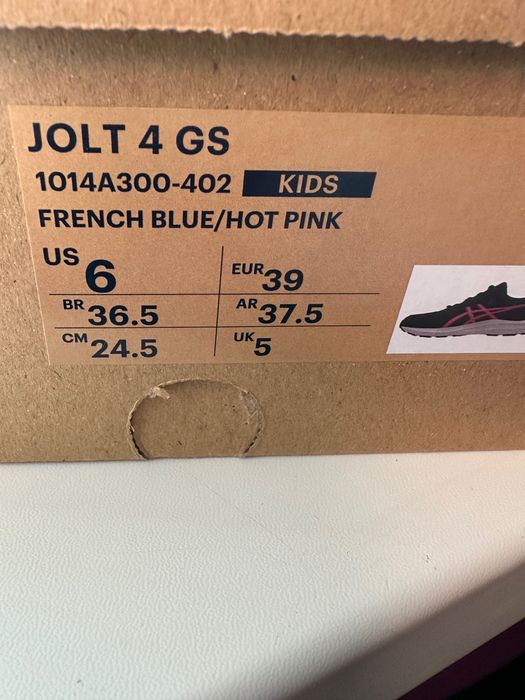 JOLT 4 GS
1014A300-402 KIDS
FRENCH BLUE/HOT PINK
US 6 EUR 39
BR 36.5 AR 37.5
CM 24.5 UK 5